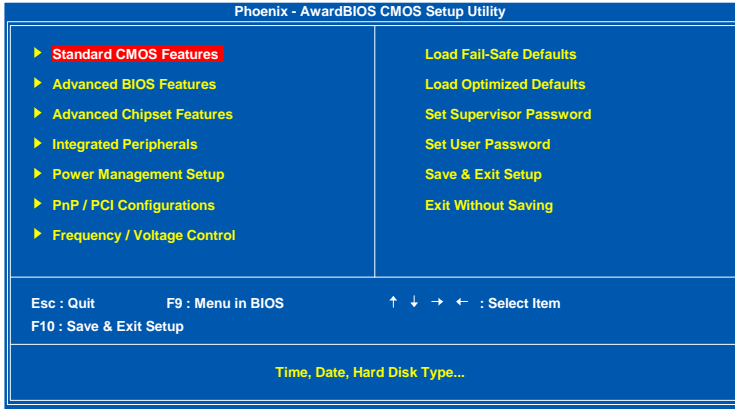 Phoenix - AwardBIOS CMOS Setup Utility
Standard CMOS Features
Advanced BIOS Features
Advanced Chipset Features
Integrated Peripherals
Power Management Setup
PnP / PCI Configurations
Frequency / Voltage Control
Load Fail-Safe Defaults
Load Optimized Defaults
Set Supervisor Password
Set User Password
Save & Exit Setup
Exit Without Saving
Esc : Quit F9 : Menu in BIOS ↑ ↓ → ← : Select Item
F10 : Save & Exit Setup
Time, Date, Hard Disk Type...